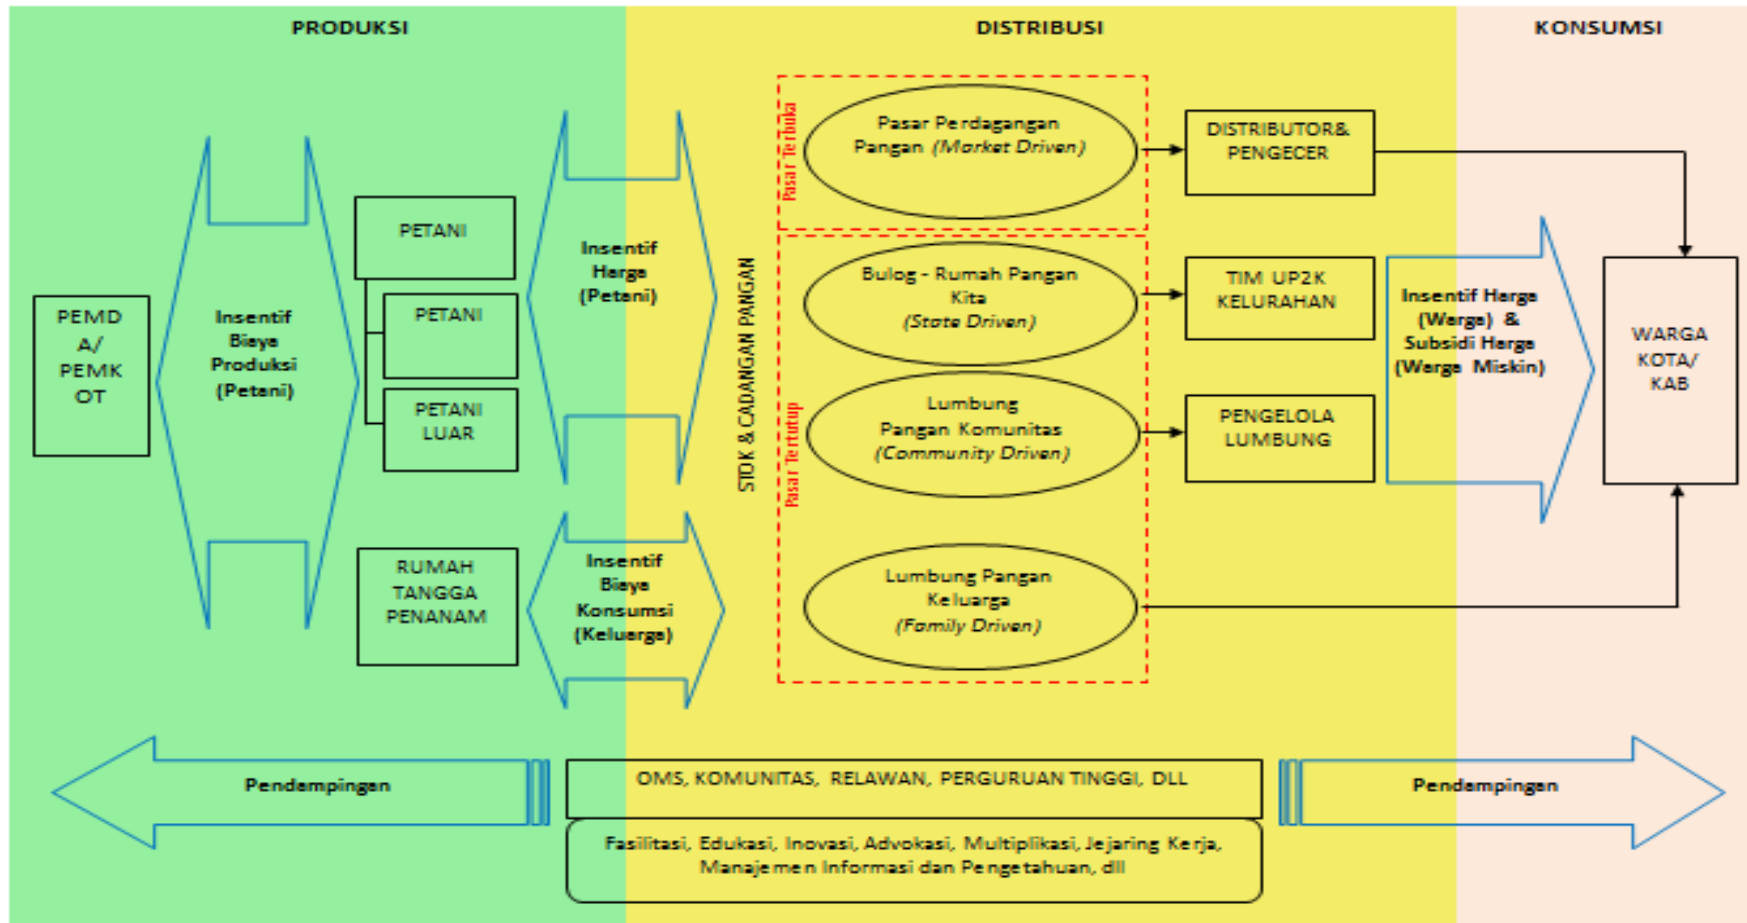 PRODUKSI
DISTRIBUSI
KONSUMSI
PEMD
A/
PEMK
OT
Insentif
Biaya
Produksi
(Petani)
PETANI
PETANI
PETANI
LUAR
RUMAH
TANGGA
PENANAM
Insentif
Harga
(Petani)
Insentif
Biaya
Konsumsi
(Keluarga)
STOK & CADANGAN PANGAN
Pasar Terbuka
Pasar Perdagangan
Pangan (Market Driven)
Pasar Tertutup
Bulog - Rumah Pangan
Kita
(State Driven)
Lumbung
Pangan Komunitas
(Community Driven)
Lumbung Pangan
Keluarga
(Family Driven)
DISTRIBUTOR&
PENGECER
TIM UP2K
KELURAHAN
PENGELOLA
LUMBUNG
Insentif Harga
(Warga) &
Subsidi Harga
(Warga Miskin)
WARGA
KOTA/
KAB
Pendampingan
OMS, KOMUNITAS, RELAWAN, PERGURUAN TINGGI, DLL
Fasilitasi, Edukasi, Inovasi, Advokasi, Multiplikasi, Jejaring Kerja,
Manajemen Informasi dan Pengetahuan, dll
Pendampingan